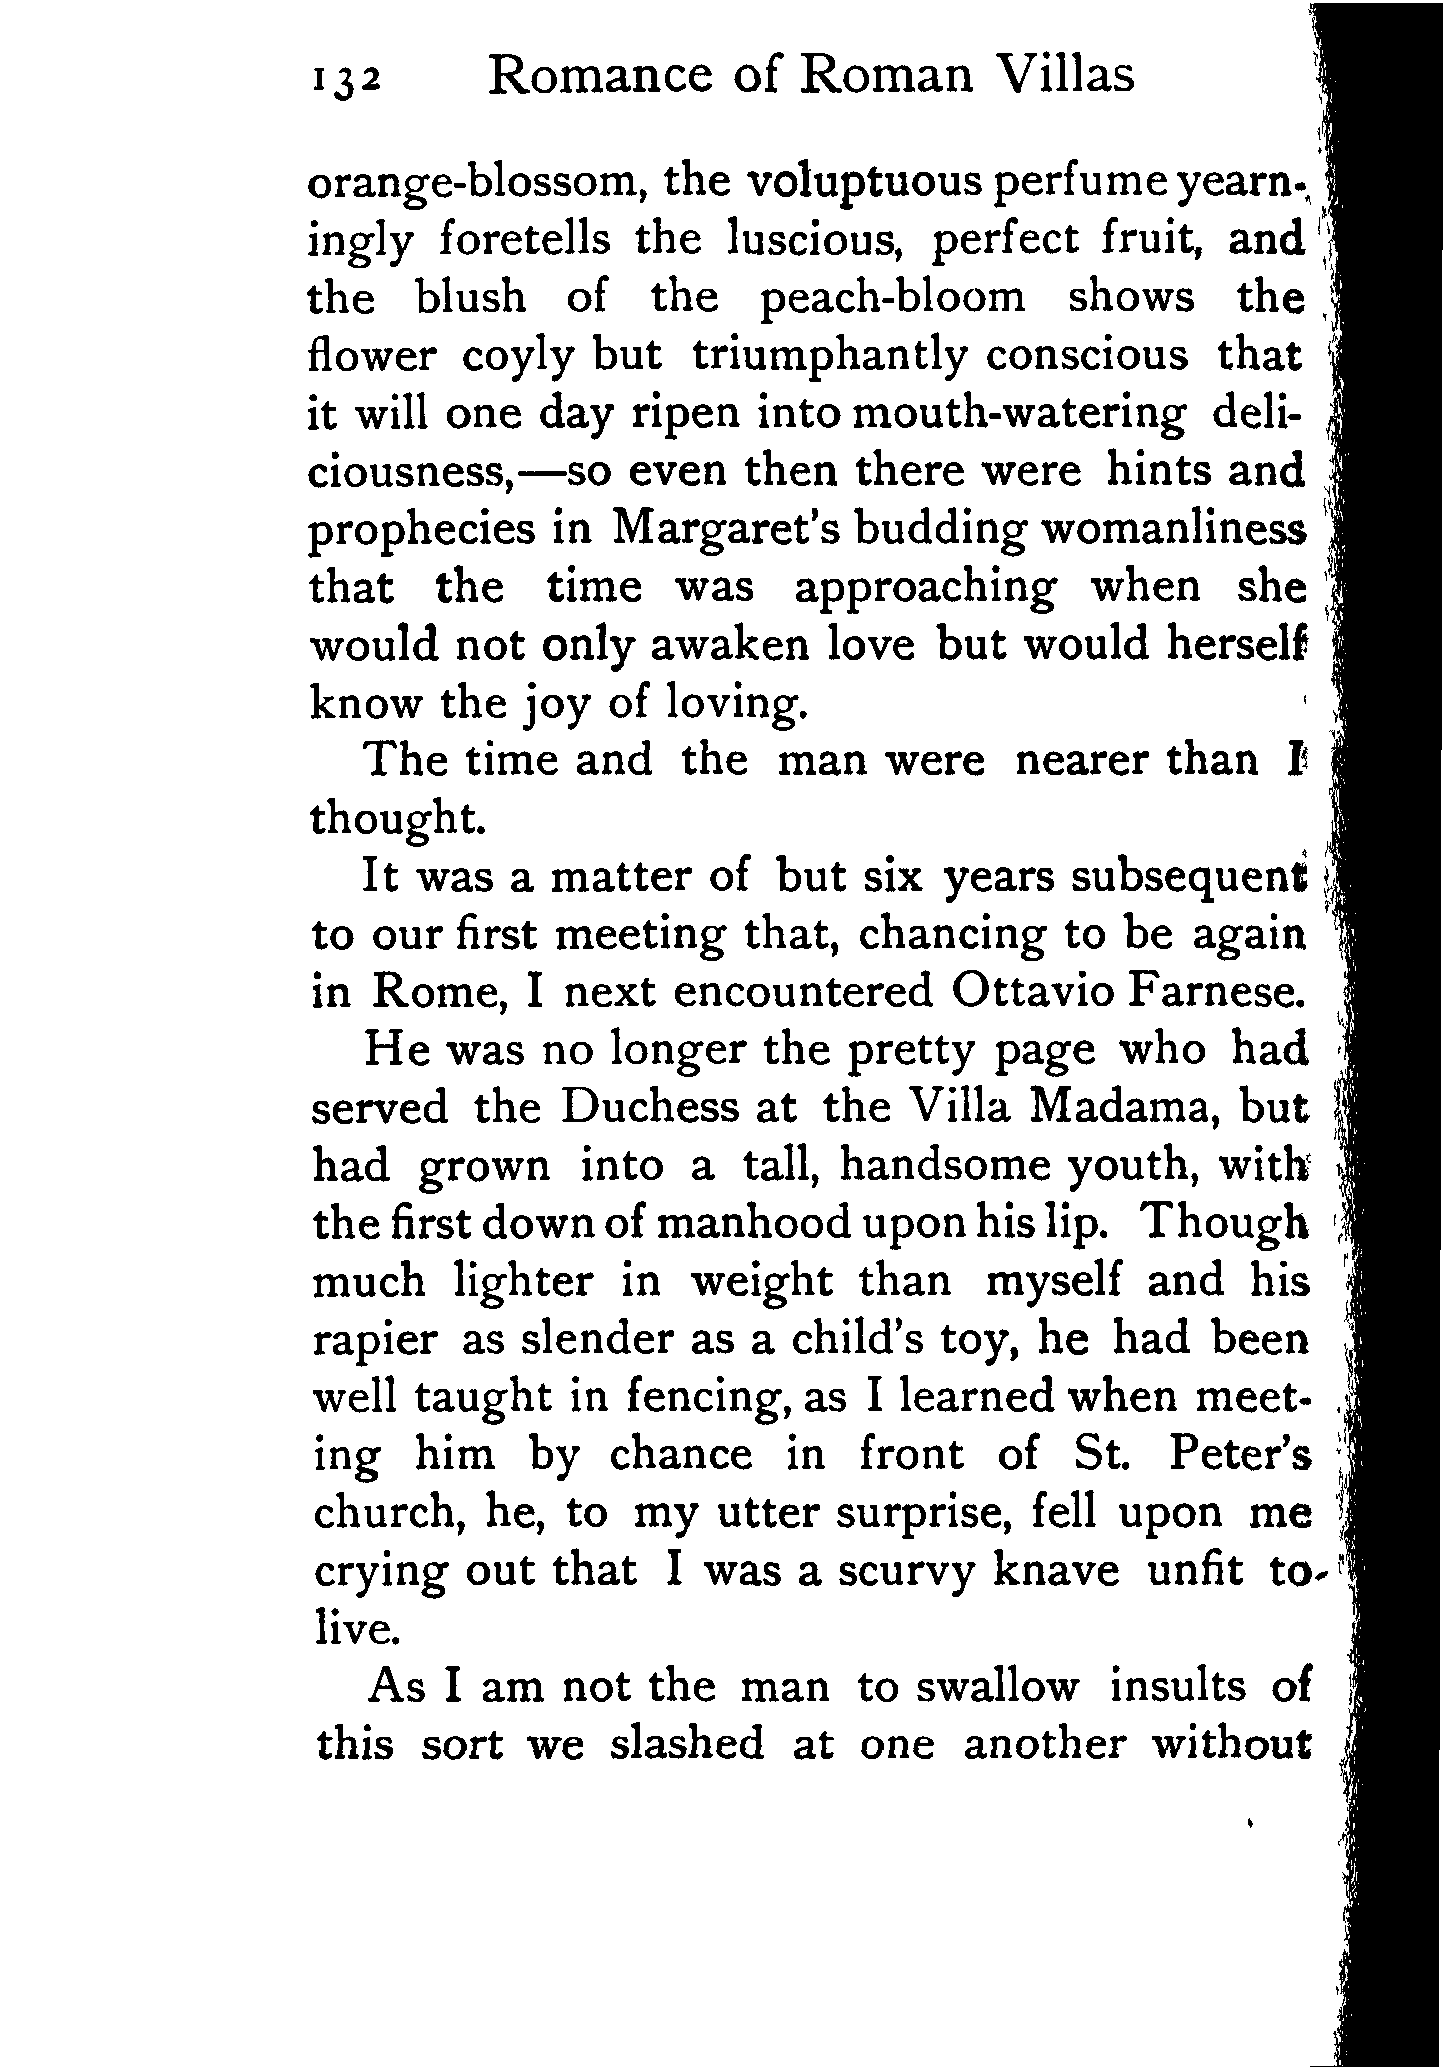 132 Romance of Roman Villas
orange-blossom, the voluptuous perfume yearn-
ingly foretells the luscious, perfect fruit, and
the blush of the peach-bloom shows the
flower coyly but triumphantly conscious that
it will one day ripen into mouth-watering deli-
ciousness,—so even then there were hints and
prophecies in Margaret's budding womanliness
that the time was approaching when she
would not only awaken love but would herself
know the joy of loving.
The time and the man were nearer than I
thought.
It was a matter of but six years subsequent
to our first meeting that, chancing to be again
in Rome, I next encountered Ottavio Farnese.
He was no longer the pretty page who had
served the Duchess at the Villa Madama, but
had grown into a tall, handsome youth, with
the first down of manhood upon his lip. Though
much lighter in weight than myself and his
rapier as slender as a child's toy, he had been
well taught in fencing, as I learned when meet-
ing him by chance in front of St. Peter's
church, he, to my utter surprise, fell upon me
crying out that I was a scurvy knave unfit to
live.
As I am not the man to swallow insults of
this sort we slashed at one another without